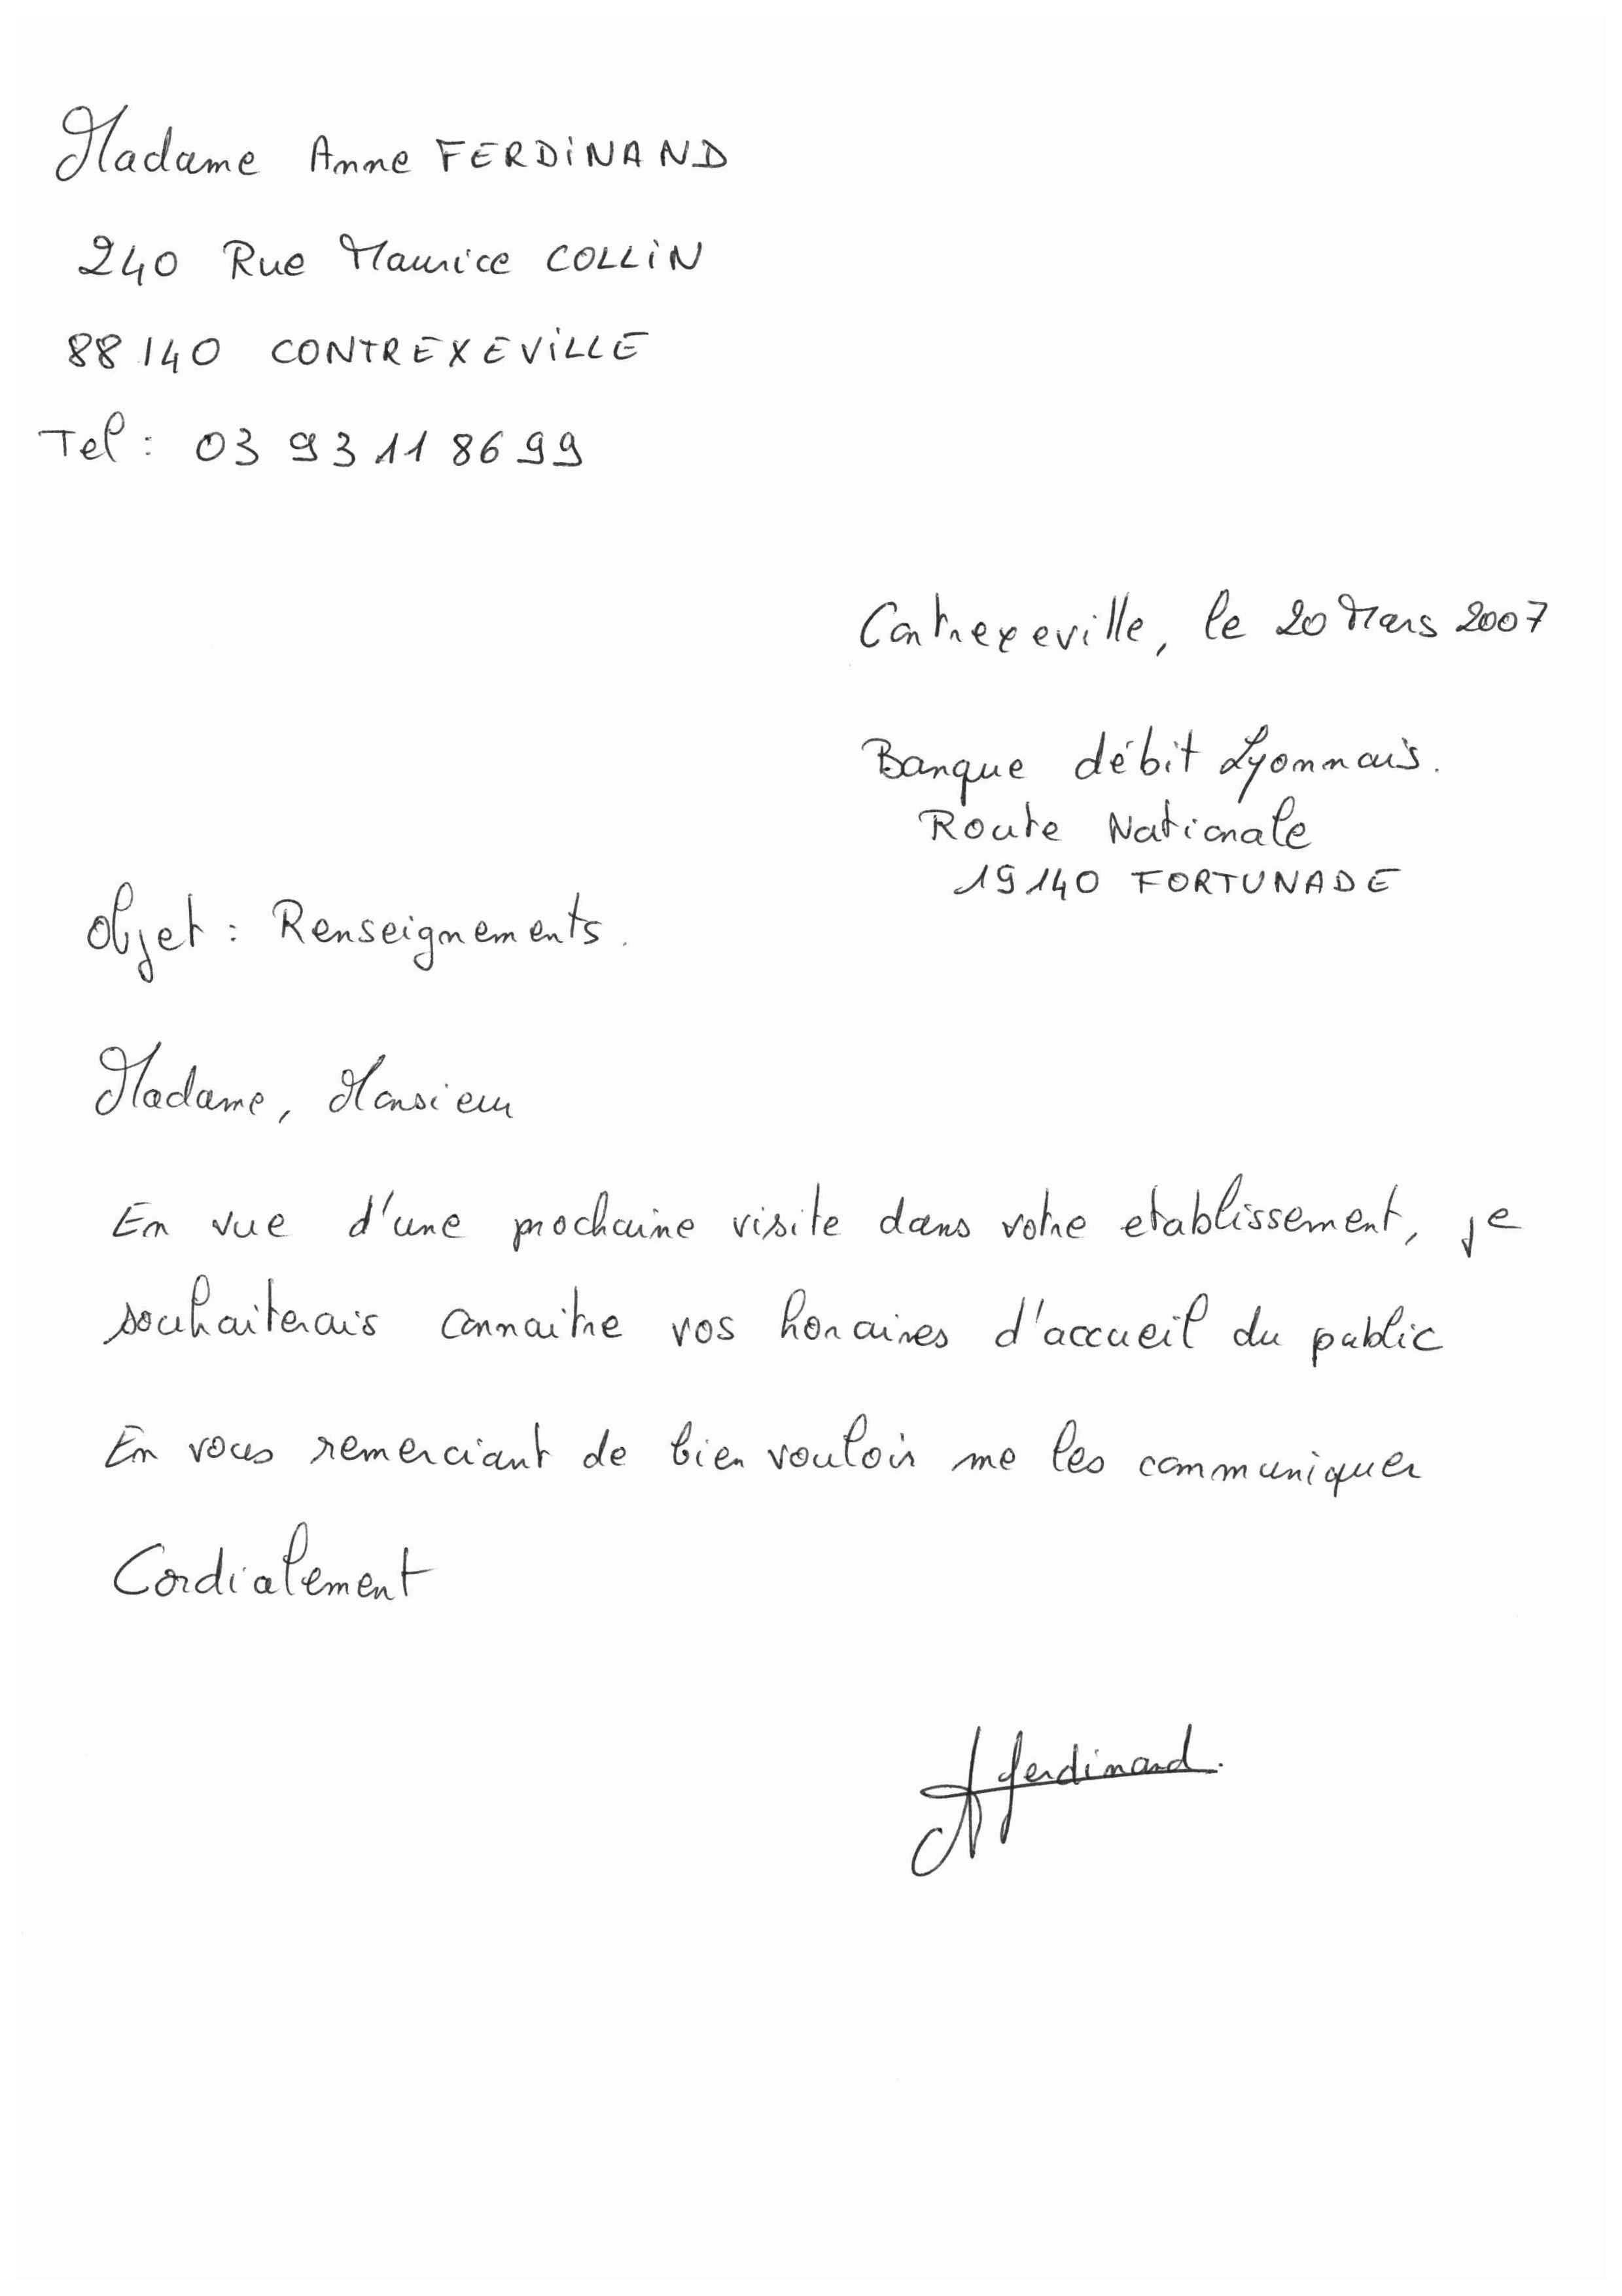 Madame Anne FERDINAND
240 Rue Maurice COLLIN
88140 CONTREXEVILLE
Tel : 03 93 11 86 99
Contrexeville, le 20 Mars 2007
Banque débit Lyonnais.
Route Nationale
19140 FORTUNADE
Objet : Renseignements.
Madame, Monsieur
En vue d'une prochaine visite dans votre etablissement, je
souhaiterais connaitre vos horaires d'accueil du public
En vous remerciant de bien vouloir me les communiquer
Cordialement
A ferdinand.